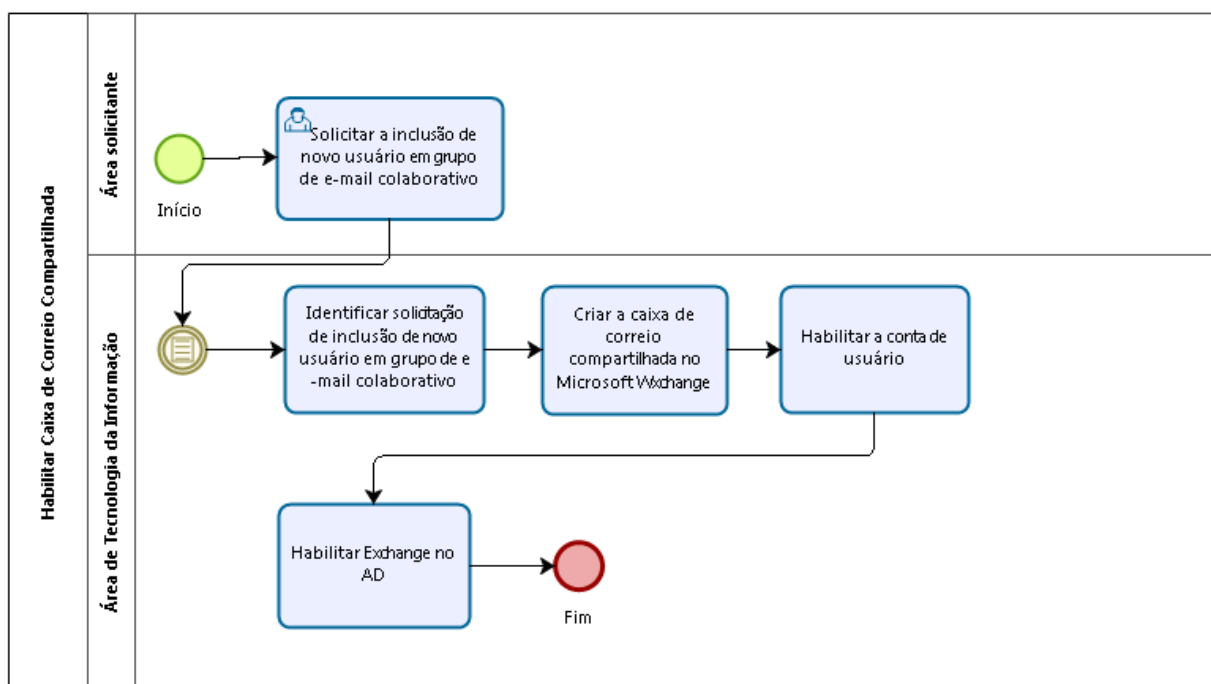 Habilitar Caixa de Correio Compartilhada
Área solicitante
Início
Solicitar a inclusão de
novo usuário em grupo
de e-mail colaborativo
Área de Tecnologia da Informação
Identificar solicitação
de inclusão de novo
usuário em grupo de e
-mail colaborativo
Criar a caixa de
correio
compartilhada no
Microsoft Wxchange
Habilitar a conta de
usuário
Habilitar Exchange no
AD
Fim